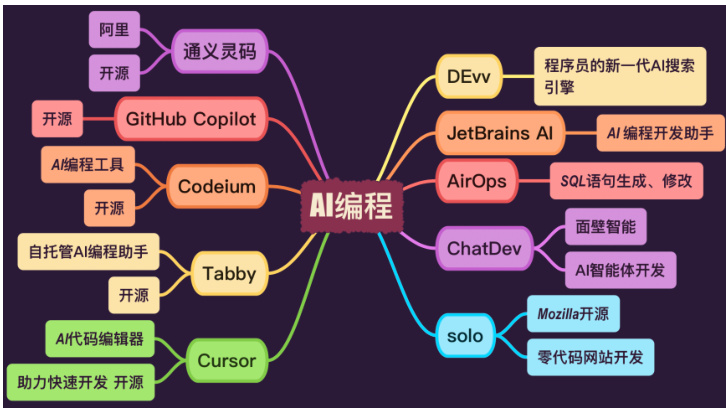 AI编程
阿里
开源
通义灵码
开源
GitHub Copilot
AI编程工具
开源
Codeium
自托管AI编程助手
开源
Tabby
AI代码编辑器
助力快速开发 开源
Cursor
DEvv
程序员的新一代AI搜索
引擎
JetBrains AI
AI 编程开发助手
AirOps
SQL语句生成、修改
ChatDev
面壁智能
AI智能体开发
solo
Mozilla开源
零代码网站开发